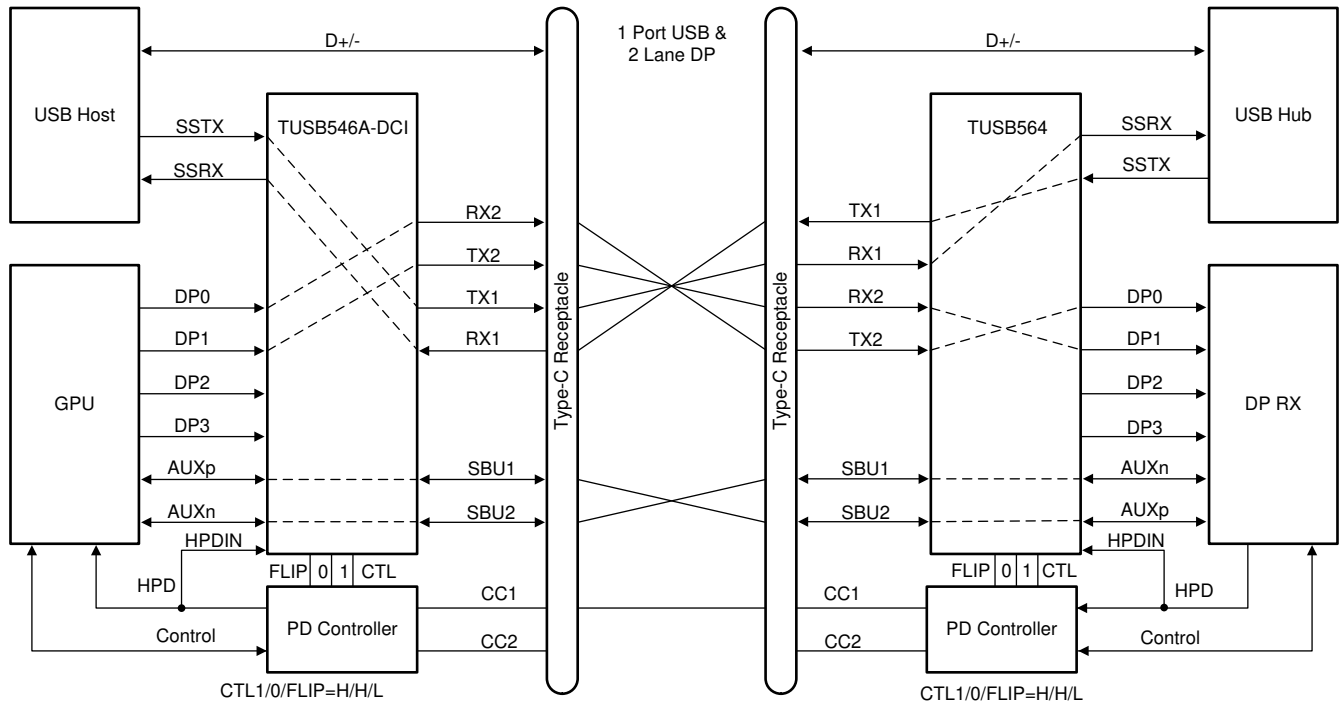 1 Port USB &
2 Lane DP
D+/-
D+/-
USB Host
TUSB546A-DCI
TUSB564
USB Hub
SSTX
SSRX
SSRX
SSTX
RX2
TX2
TX1
RX1
TX1
RX1
RX2
TX2
Type-C Receptacle
Type-C Receptacle
GPU
DP0
DP1
DP2
DP3
AUXp
AUXn
SBU1
SBU2
SBU1
SBU2
DP0
DP1
DP2
DP3
AUXn
AUXp
DP RX
HPDIN
HPDIN
FLIP 0 1 CTL
FLIP 0 1 CTL
HPD
HPD
Control
Control
PD Controller
PD Controller
CC1
CC2
CC1
CC2
CTL1/0/FLIP=H/H/L
CTL1/0/FLIP=H/H/L